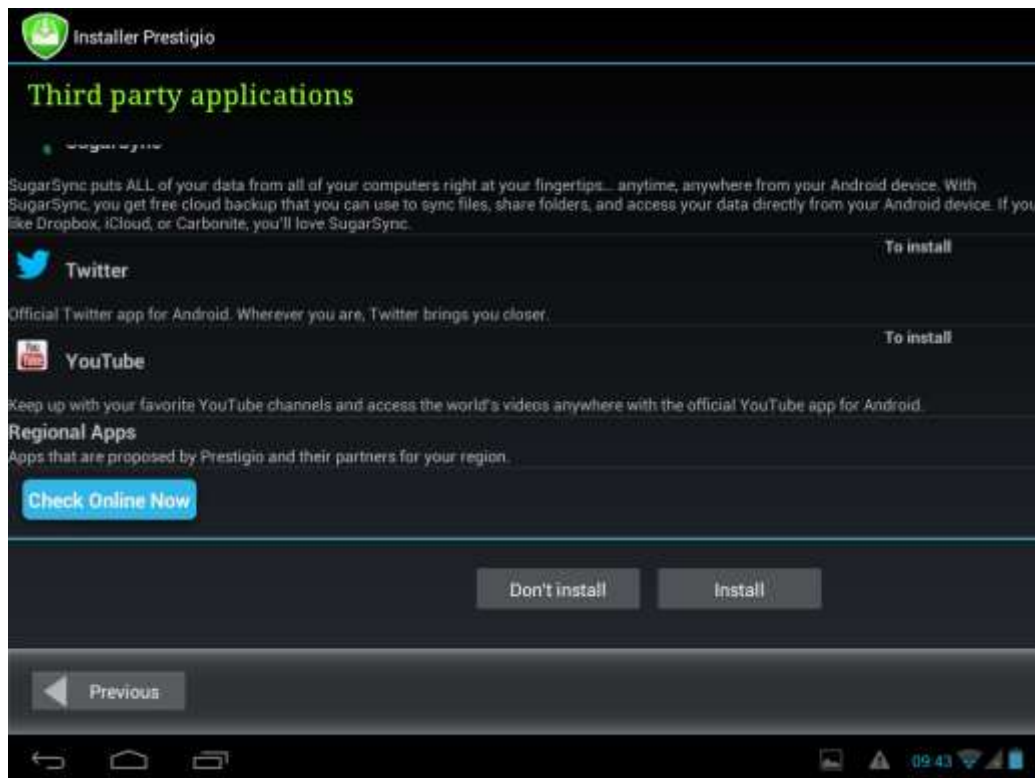 Installer Prestigio
Third party applications
SugarSync
SugarSync puts ALL of your data from all of your computers right at your fingertips... anytime, anywhere from your Android device. With
SugarSync, you get free cloud backup that you can use to sync files, share folders, and access your data directly from your Android device. If you
like Dropbox, iCloud, or Carbonite, you'll love SugarSync.
To install
Twitter
Official Twitter app for Android. Wherever you are, Twitter brings you closer.
To install
YouTube
Keep up with your favorite YouTube channels and access the world's videos anywhere with the official YouTube app for Android.
Regional Apps
Apps that are proposed by Prestigio and their partners for your region.
Check Online Now
Don't install
Install
Previous
09:43